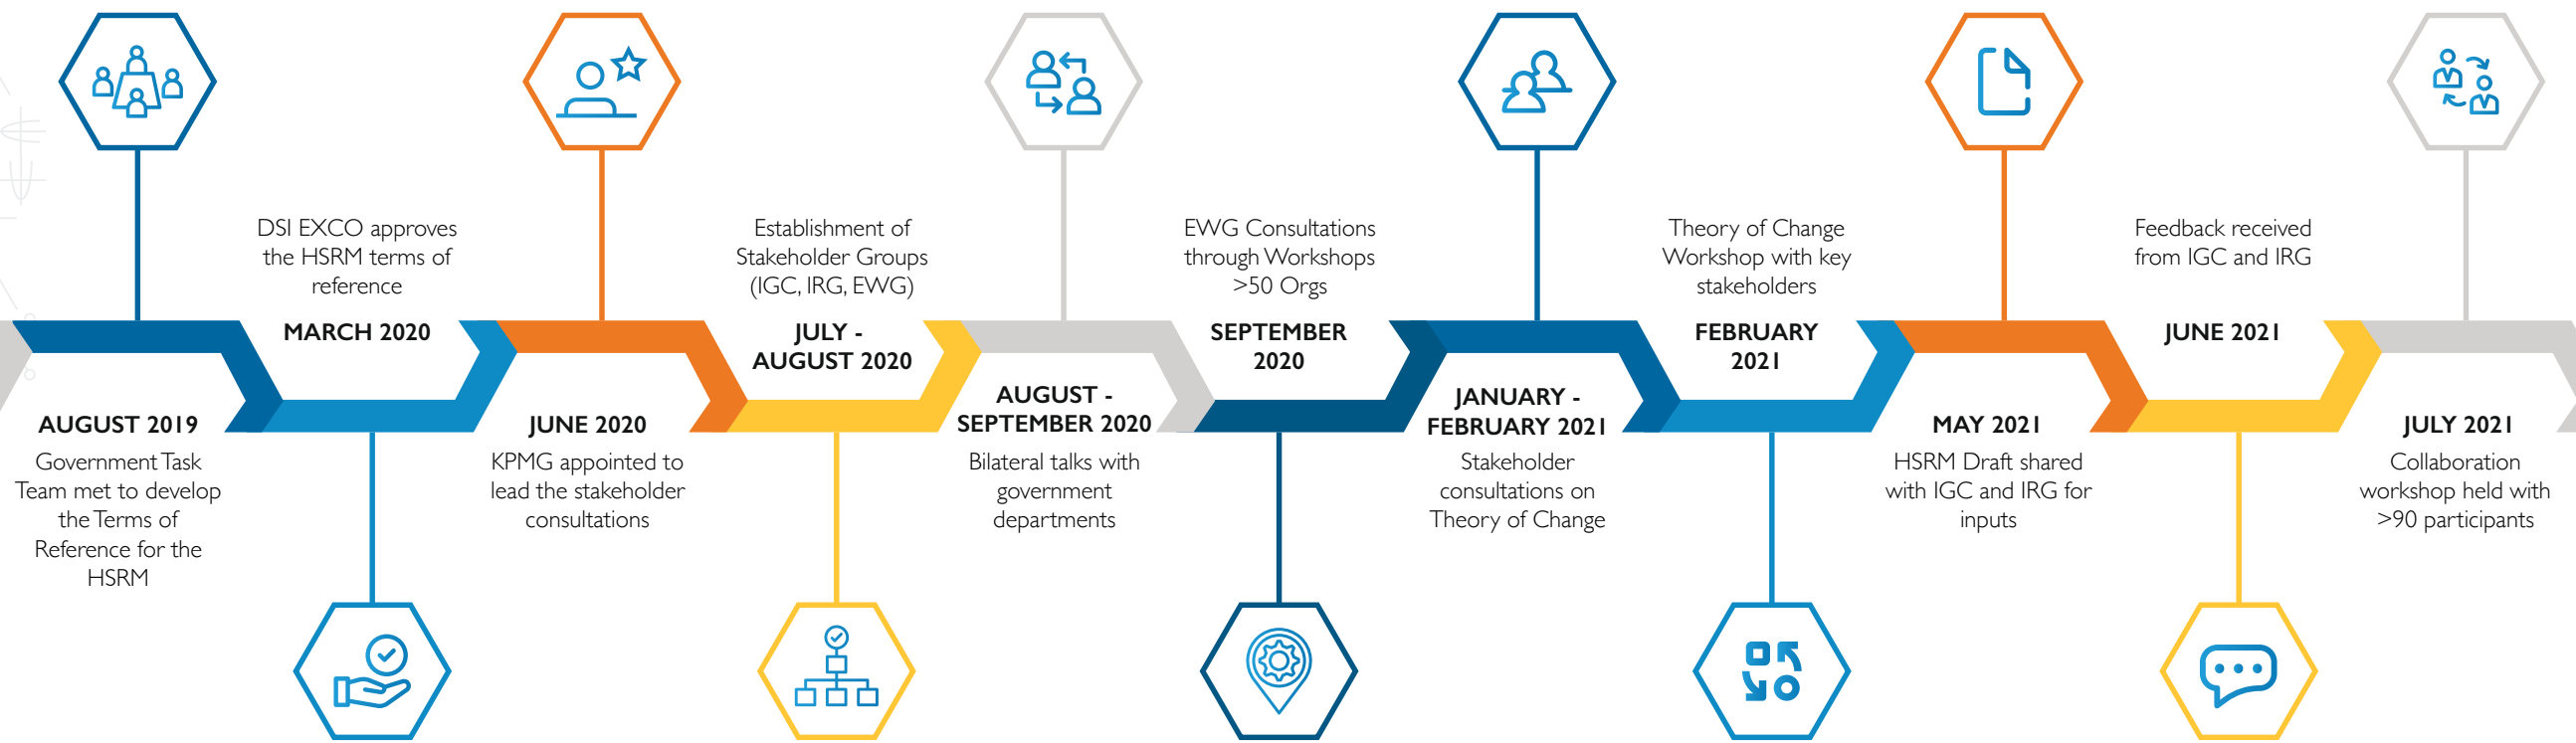 AUGUST 2019
Government Task
Team met to develop
the Terms of
Reference for the
HSRM
DSI EXCO approves
the HSRM terms of
reference
MARCH 2020
JUNE 2020
KPMG appointed to
lead the stakeholder
consultations
Establishment of
Stakeholder Groups
(IGC, IRG, EWG)
JULY -
AUGUST 2020
AUGUST -
SEPTEMBER 2020
Bilateral talks with
government
departments
EWG Consultations
through Workshops
>50 Orgs
SEPTEMBER
2020
JANUARY -
FEBRUARY 2021
Stakeholder
consultations on
Theory of Change
Theory of Change
Workshop with key
stakeholders
FEBRUARY
2021
MAY 2021
HSRM Draft shared
with IGC and IRG for
inputs
Feedback received
from IGC and IRG
JUNE 2021
JULY 2021
Collaboration
workshop held with
>90 participants